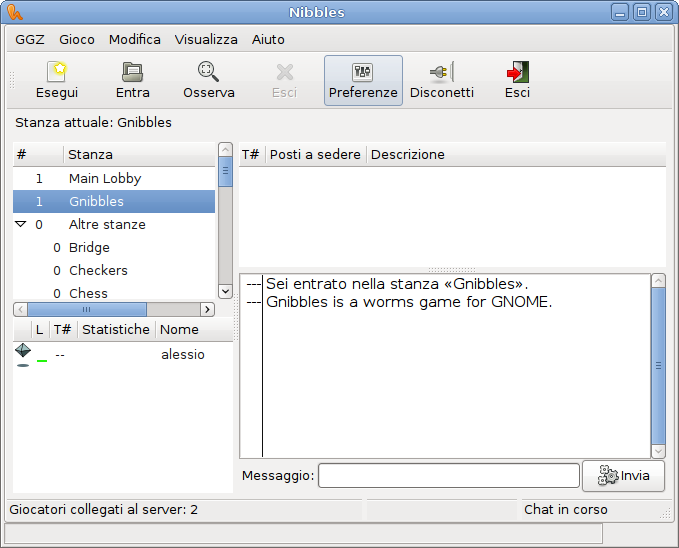 Nibbles
GGZ Gioco Modifica Visualizza Aiuto
Esegui Entra Osserva Esci Preferenze Disconetti Esci
Stanza attuale: Gnibbles
# Stanza
1 Main Lobby
1 Gnibbles
0 Altre stanze
0 Bridge
0 Checkers
0 Chess
T# Posti a sedere Descrizione
--- Sei entrato nella stanza «Gnibbles».
--- Gnibbles is a worms game for GNOME.
L T# Statistiche Nome
-- alessio
Messaggio: Invia
Giocatori collegati al server: 2 Chat in corso